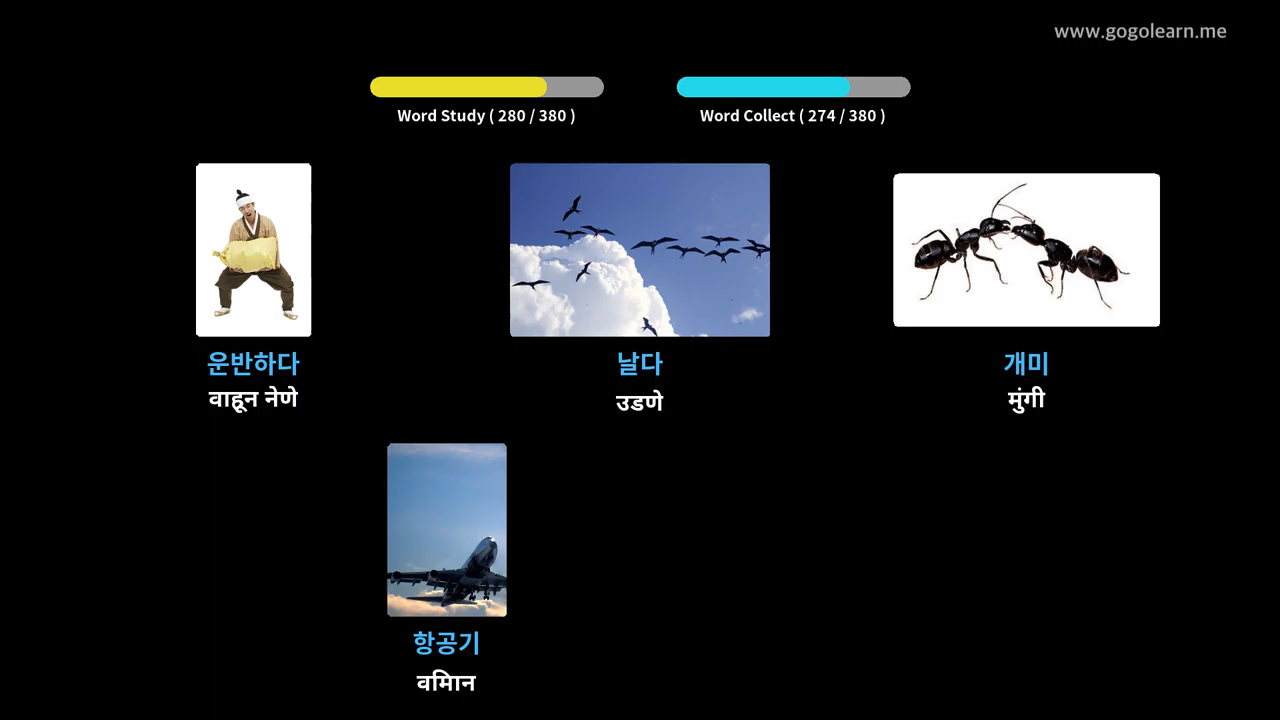 www.gogolearn.me
Word Study ( 280 / 380 )
Word Collect ( 274 / 380 )
운반하다
वाहून नेणे
날다
उडणे
개미
मुंगी
항공기
विमान